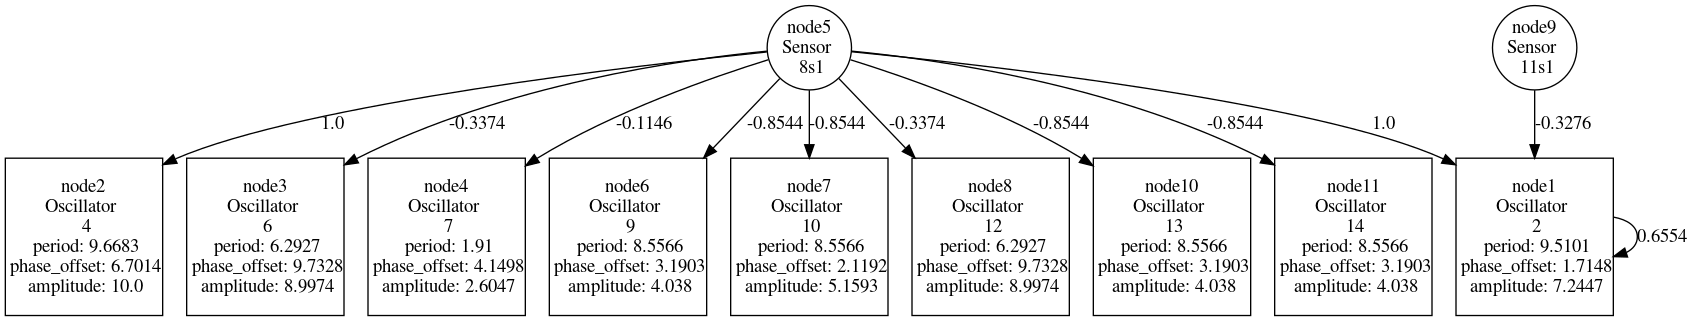 node5
Sensor
8s1
node9
Sensor
11s1
1.0
-0.3374
-0.1146
-0.8544
-0.8544
-0.3374
-0.8544
-0.8544
1.0
-0.3276
node2
Oscillator
4
period: 9.6683
phase_offset: 6.7014
amplitude: 10.0
node3
Oscillator
6
period: 6.2927
phase_offset: 9.7328
amplitude: 8.9974
node4
Oscillator
7
period: 1.91
phase_offset: 4.1498
amplitude: 2.6047
node6
Oscillator
9
period: 8.5566
phase_offset: 3.1903
amplitude: 4.038
node7
Oscillator
10
period: 8.5566
phase_offset: 2.1192
amplitude: 5.1593
node8
Oscillator
12
period: 6.2927
phase_offset: 9.7328
amplitude: 8.9974
node10
Oscillator
13
period: 8.5566
phase_offset: 3.1903
amplitude: 4.038
node11
Oscillator
14
period: 8.5566
phase_offset: 3.1903
amplitude: 4.038
node1
Oscillator
2
period: 9.5101
phase_offset: 1.7148
amplitude: 7.2447
0.6554